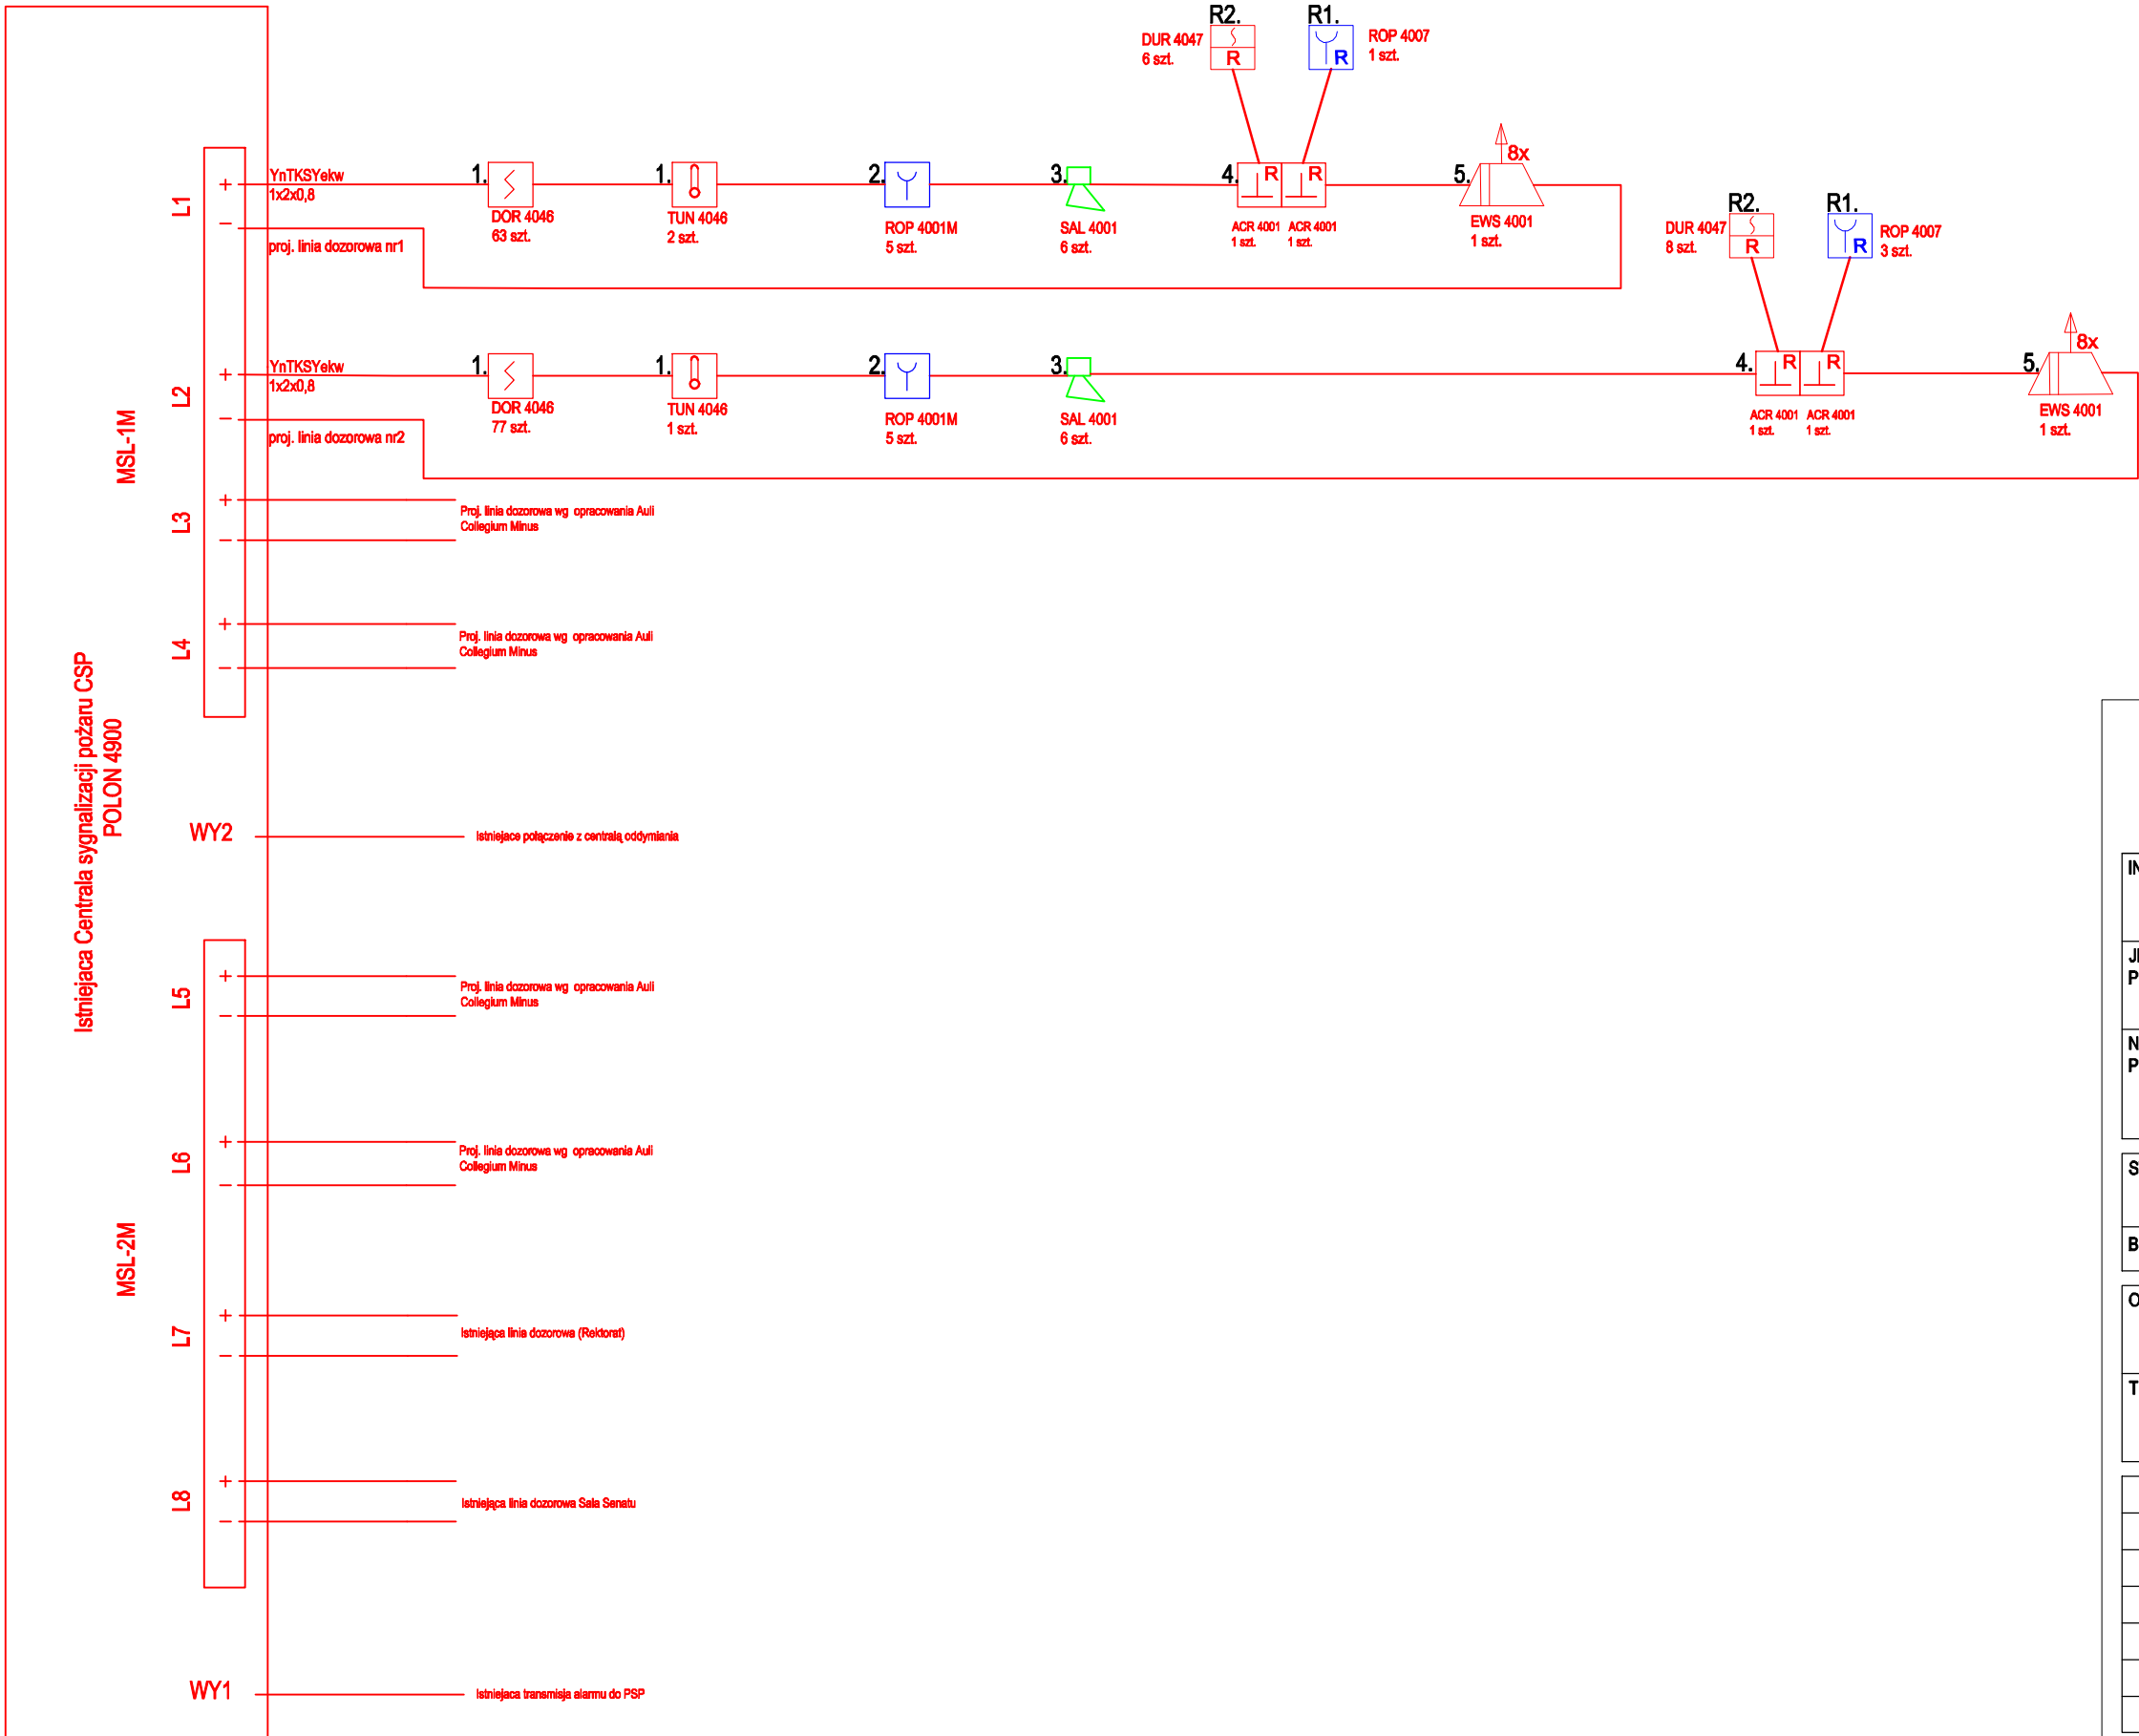 R2.
R1.
DUR 4047
6 szt.
R
R
ROP 4007
1 szt.
8x
L1
+
−
YnTKSYekw
1x2x0,8
proj. linia dozorowa nr1
1.
DOR 4046
63 szt.
1.
TUN 4046
2 szt.
2.
ROP 4001M
5 szt.
3.
SAL 4001
6 szt.
4.
R
R
ACR 4001
1 szt.
ACR 4001
1 szt.
5.
EWS 4001
1 szt.
R2.
R1.
DUR 4047
8 szt.
R
R
ROP 4007
3 szt.
8x
L2
+
−
YnTKSYekw
1x2x0,8
proj. linia dozorowa nr2
1.
DOR 4046
77 szt.
1.
TUN 4046
1 szt.
2.
ROP 4001M
5 szt.
3.
SAL 4001
6 szt.
4.
R
R
ACR 4001
1 szt.
ACR 4001
1 szt.
5.
EWS 4001
1 szt.
MSL-1M
L3
+
−
Proj. linia dozorowa wg opracowania Auli
Collegium Minus
L4
+
−
Proj. linia dozorowa wg opracowania Auli
Collegium Minus
Istniejaca Centrala sygnalizacji pożaru CSP
POLON 4900
WY2
Istniejace połączenie z centralą oddymiania
L5
+
−
Proj. linia dozorowa wg opracowania Auli
Collegium Minus
L6
+
−
Proj. linia dozorowa wg opracowania Auli
Collegium Minus
MSL-2M
L7
+
−
Istniejąca linia dozorowa (Rektorat)
L8
+
−
Istniejąca linia dozorowa Sala Senatu
WY1
Istniejaca transmisja alarmu do PSP